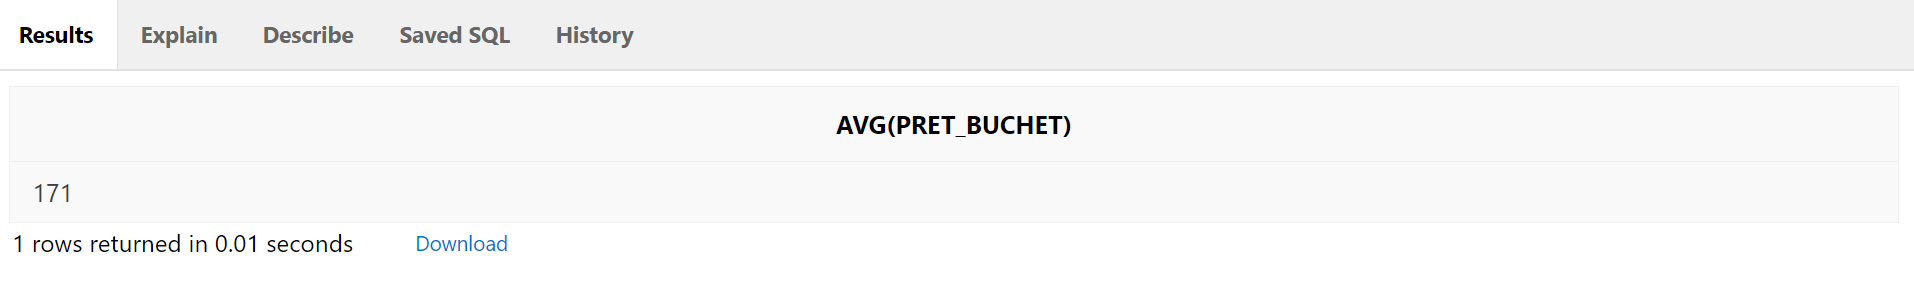 Results Explain Describe Saved SQL History
AVG(PRET_BUCHET)
171
1 rows returned in 0.01 seconds Download